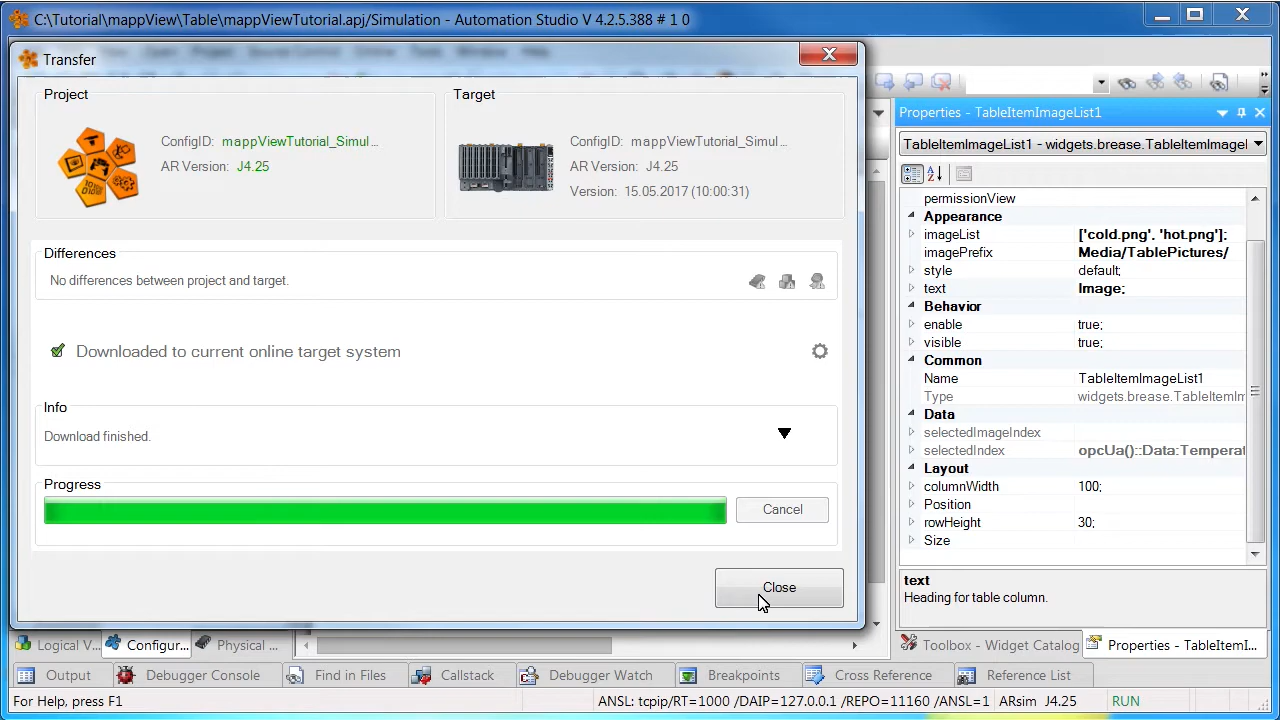 C:\Tutorial\mappView\Table\mappViewTutorial.apj/Simulation - Automation Studio V 4.2.5.388 # 1 0
Transfer
Project
ConfigID: mappViewTutorial_Simul...
AR Version: J4.25
Target
ConfigID: mappViewTutorial_Simul...
AR Version: J4.25
Version: 15.05.2017 (10:00:31)
Differences
No differences between project and target.
Downloaded to current online target system
Info
Download finished.
Progress
Cancel
Close
Properties - TableItemImageList1
TableItemImageList1 - widgets.brease.TableItemImageL
permissionView
Appearance
imageList ['cold.png', 'hot.png'];
imagePrefix Media/TablePictures/
style default;
text Image;
Behavior
enable true;
visible true;
Common
Name TableItemImageList1
Type widgets.brease.TableItemIm
Data
selectedImageIndex
selectedIndex opcUa()::Data:Temperat
Layout
columnWidth 100;
Position
rowHeight 30;
Size
text
Heading for table column.
Logical V... Configur... Physical ...
Toolbox - Widget Catalog Properties - TableItemI...
Output Debugger Console Find in Files Callstack Debugger Watch Breakpoints Cross Reference Reference List
For Help, press F1 ANSL: tcpip/RT=1000 /DAIP=127.0.0.1 /REPO=11160 /ANSL=1 ARsim J4.25 RUN